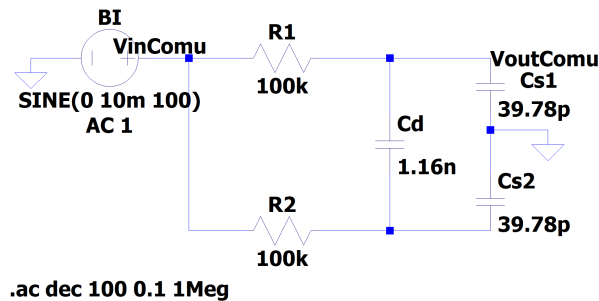 BI
VinComu
SINE(0 10m 100)
AC 1
R1
100k
VoutComu
Cs1
39.78p
Cd
1.16n
Cs2
39.78p
R2
100k
.ac dec 100 0.1 1Meg